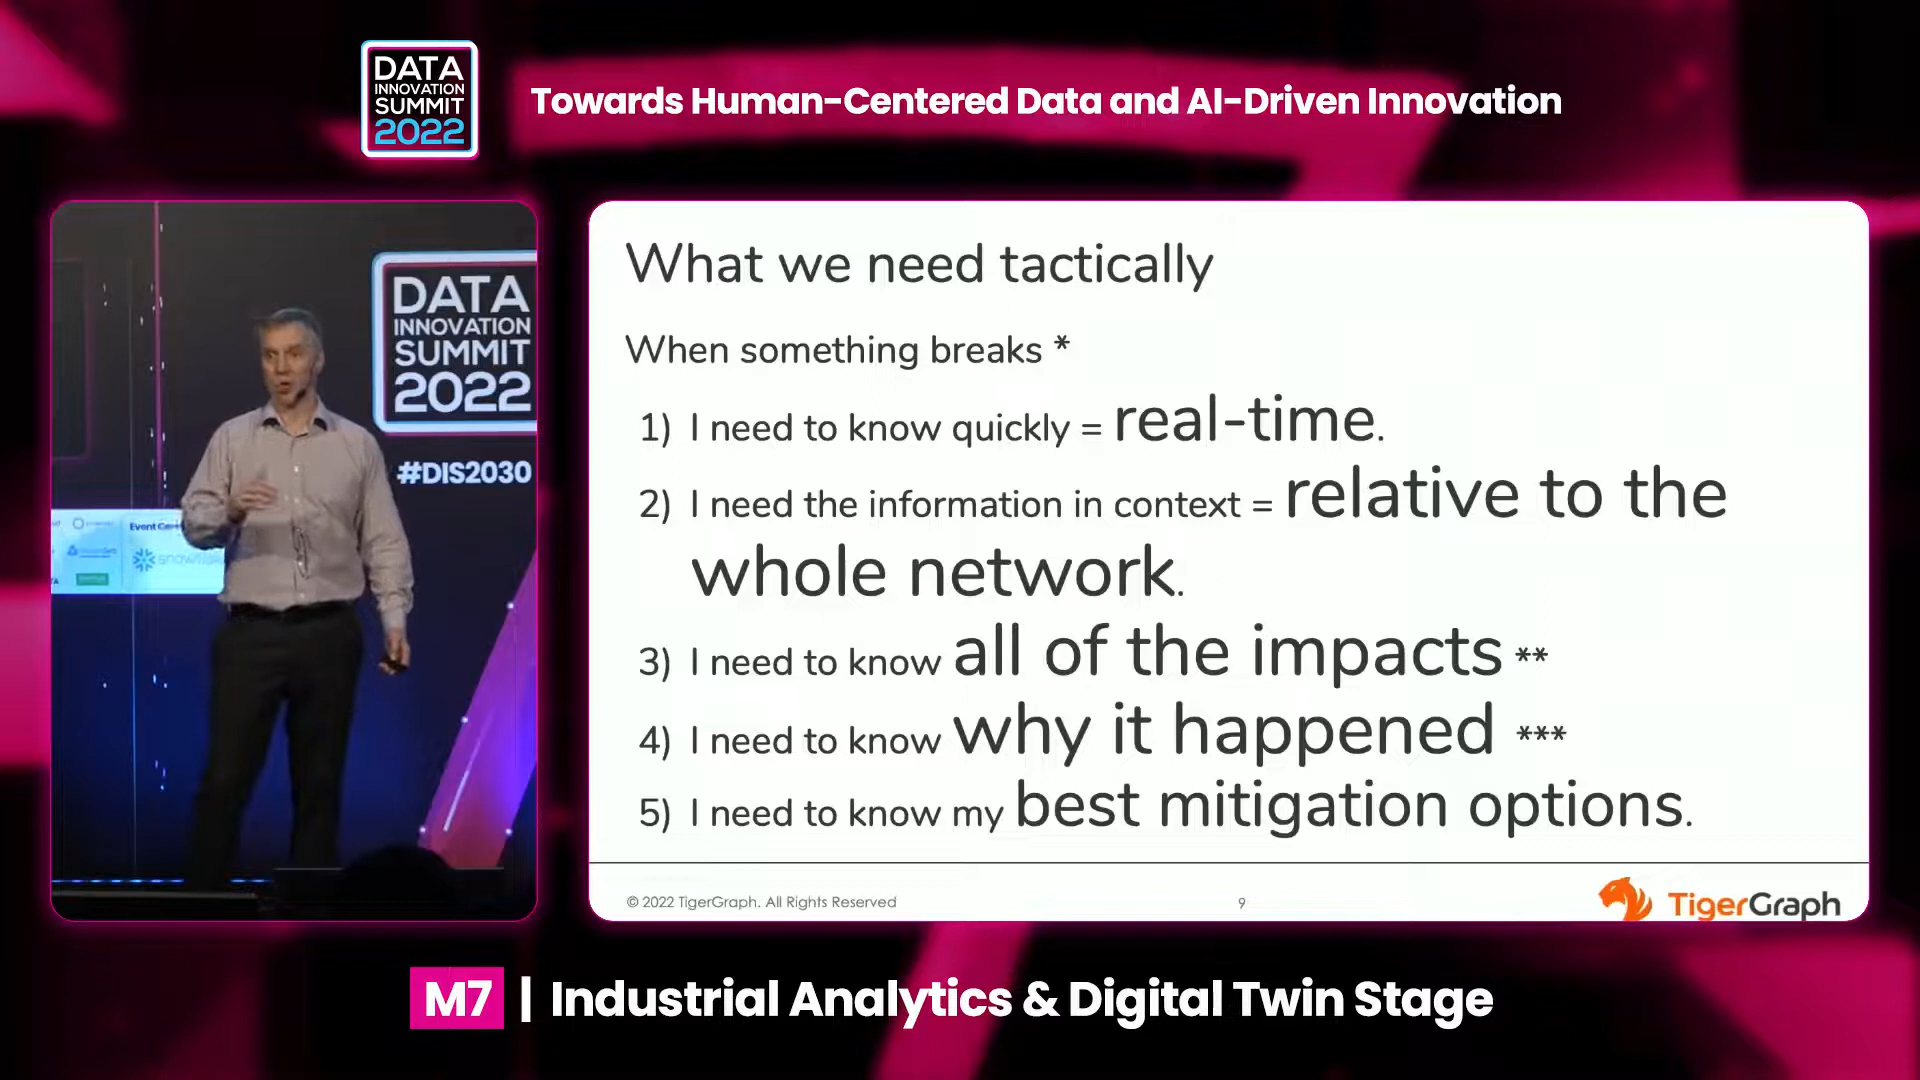 DATA
INNOVATION
SUMMIT
2022
Towards Human-Centered Data and AI-Driven Innovation
DATA
INNOVATION
SUMMIT
2022
#DIS2030
Event
snow
What we need tactically
When something breaks *
1) I need to know quickly = real-time.
2) I need the information in context = relative to the
whole network.
3) I need to know all of the impacts **
4) I need to know why it happened ***
5) I need to know my best mitigation options.
© 2022 TigerGraph. All Rights Reserved
9
TigerGraph
M7 | Industrial Analytics & Digital Twin Stage